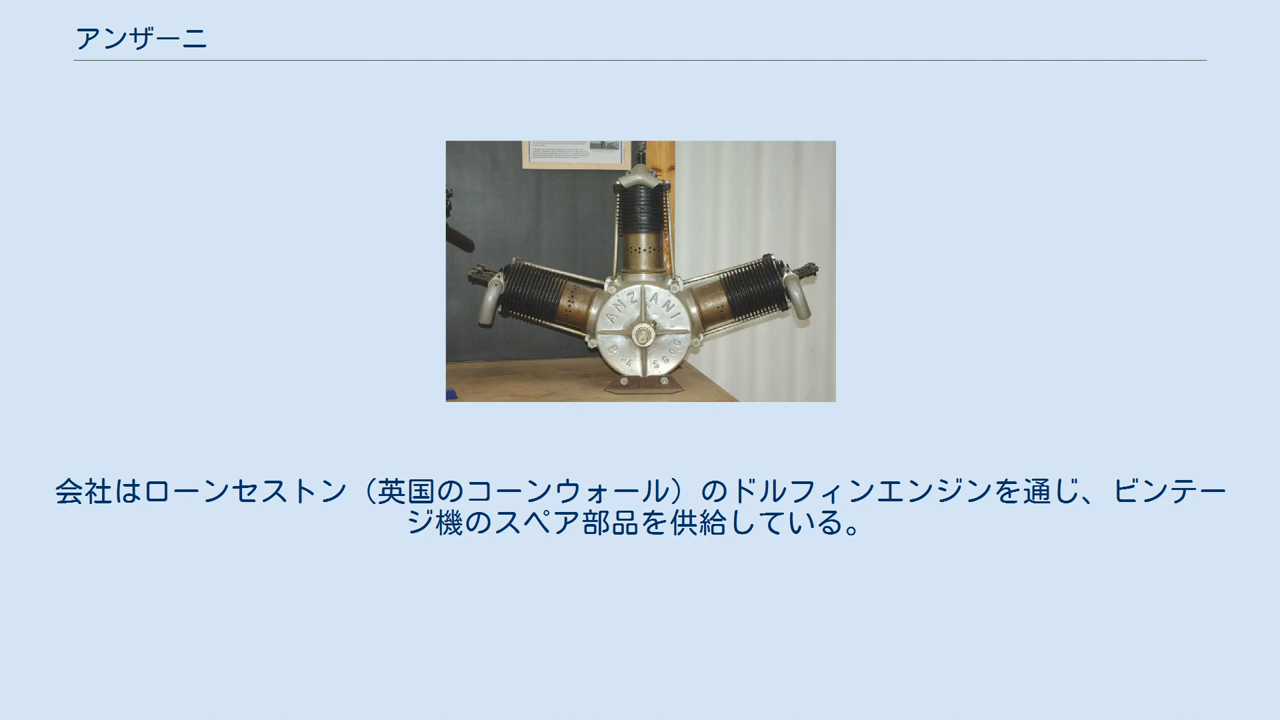 アンザーニ
ANZANI
会社はローンセストン（英国のコーンウォール）のドルフィンエンジンを通じ、ビンテー
ジ機のスペア部品を供給している。